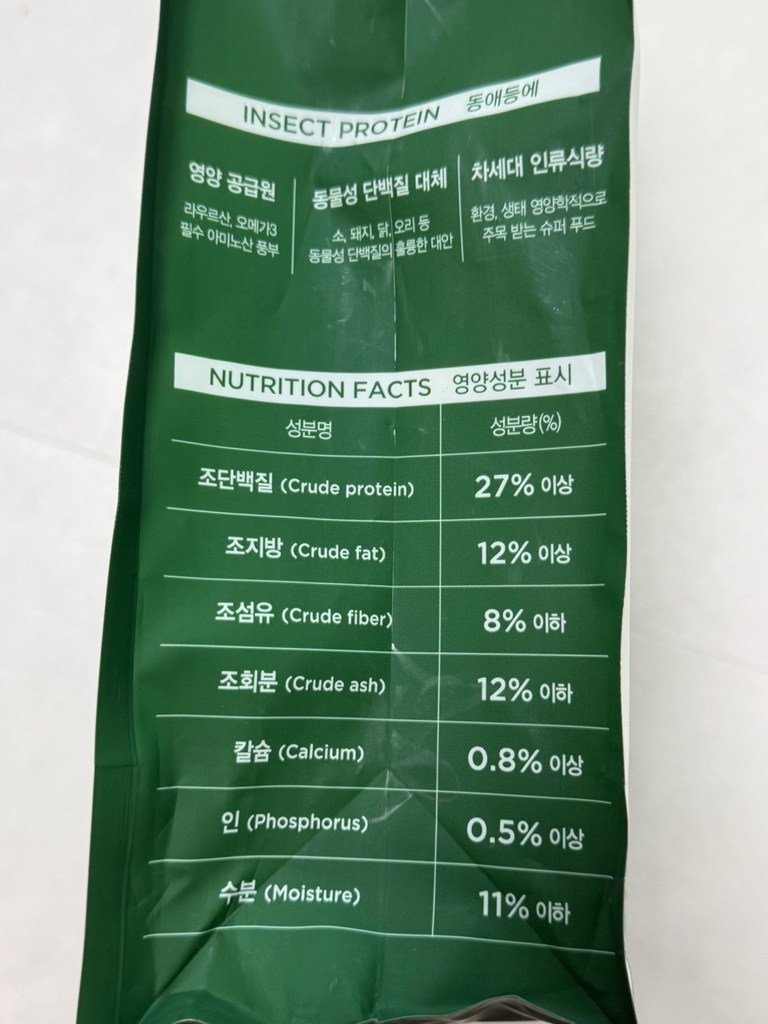 INSECT PROTEIN 동애등에
영양 공급원
라우르산, 오메가3
필수 아미노산 풍부
동물성 단백질 대체
소, 돼지, 닭, 오리 등
동물성 단백질의 훌륭한 대안
차세대 인류식량
환경, 생태 영양학적으로
주목 받는 슈퍼 푸드
NUTRITION FACTS 영양성분 표시
성분명 성분량(%)
조단백질 (Crude protein) 27% 이상
조지방 (Crude fat) 12% 이상
조섬유 (Crude fiber) 8% 이하
조회분 (Crude ash) 12% 이하
칼슘 (Calcium) 0.8% 이상
인 (Phosphorus) 0.5% 이상
수분 (Moisture) 11% 이하